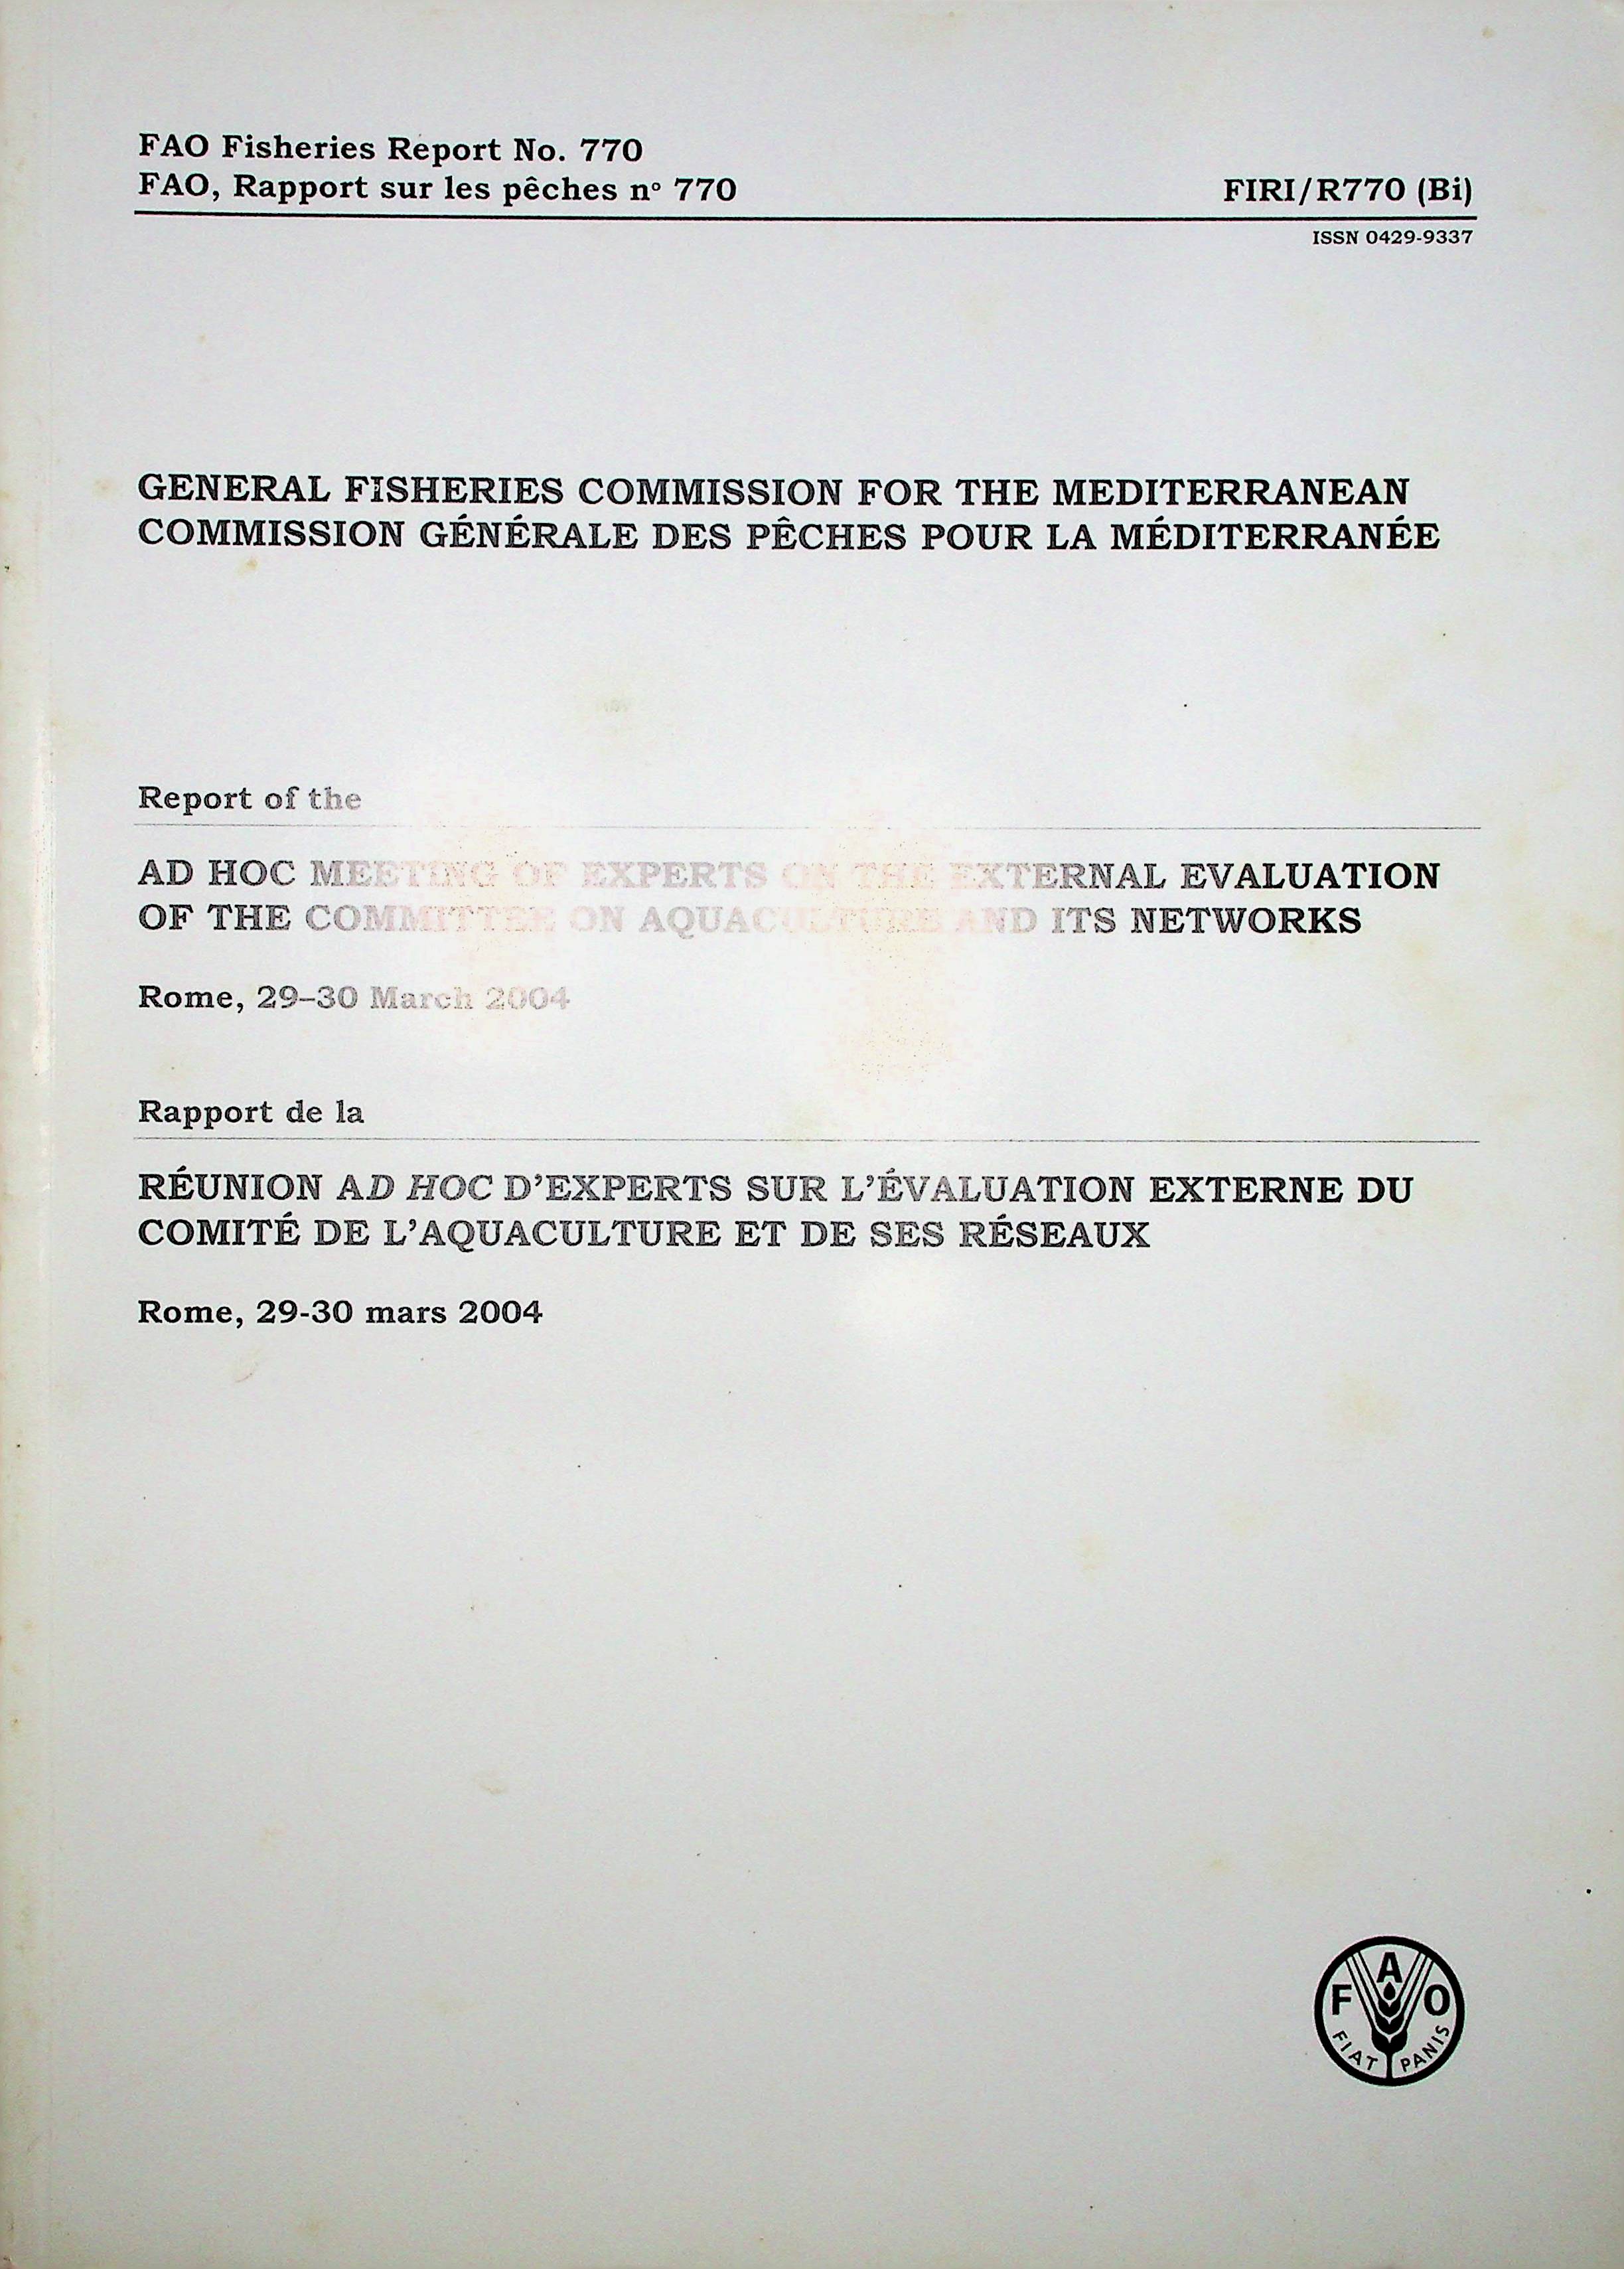 FAO Fisheries Report No. 770
FAO, Rapport sur les pêches nº 770
FIRI/R770 (Bi)
ISSN 0429-9337
GENERAL FISHERIES COMMISSION FOR THE MEDITERRANEAN
COMMISSION GÉNÉRALE DES PÊCHES POUR LA MÉDITERRANÉE
Report of the
AD HOC MEETING OF EXPERTS ON THE EXTERNAL EVALUATION
OF THE COMMITTEE ON AQUACULTURE AND ITS NETWORKS
Rome, 29–30 March 2004
Rapport de la
RÉUNION AD HOC D'EXPERTS SUR L'ÉVALUATION EXTERNE DU
COMITÉ DE L'AQUACULTURE ET DE SES RÉSEAUX
Rome, 29-30 mars 2004
F A O
FIAT PANIS